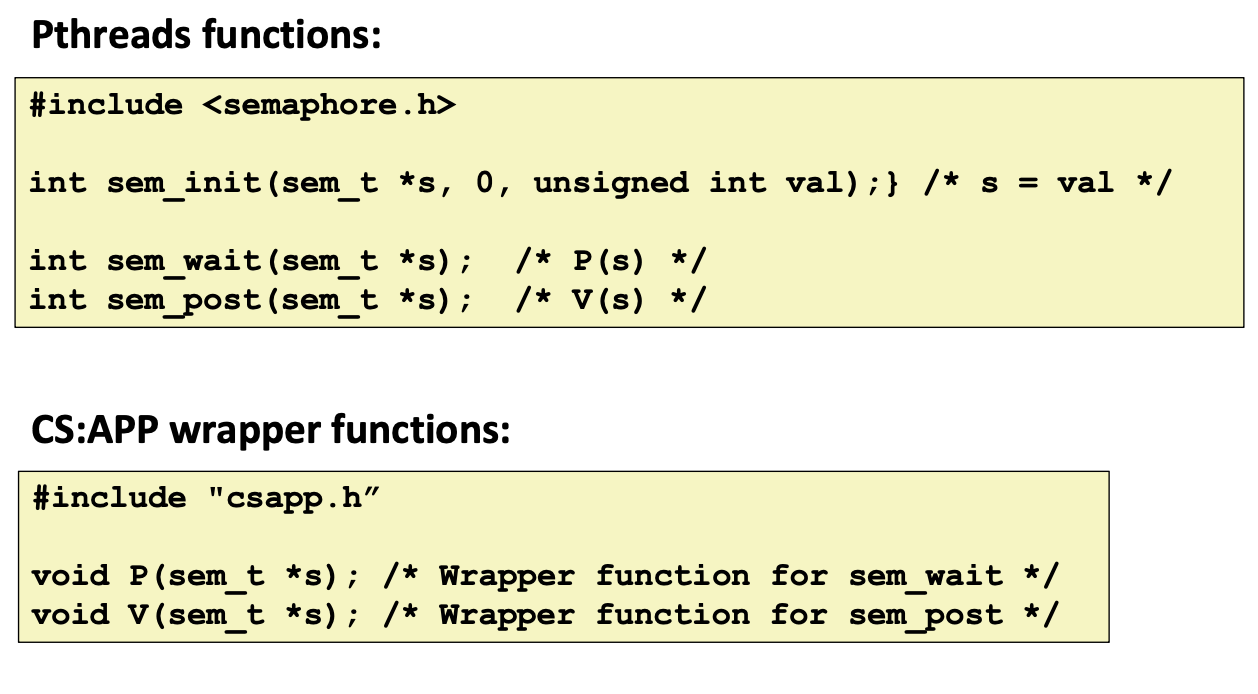 Pthreads functions:
#include <semaphore.h>
int sem_init(sem_t *s, 0, unsigned int val);} /* s = val */
int sem_wait(sem_t *s);  /* P(s) */
int sem_post(sem_t *s);  /* V(s) */
CS:APP wrapper functions:
#include "csapp.h”
void P(sem_t *s); /* Wrapper function for sem_wait */
void V(sem_t *s); /* Wrapper function for sem_post */